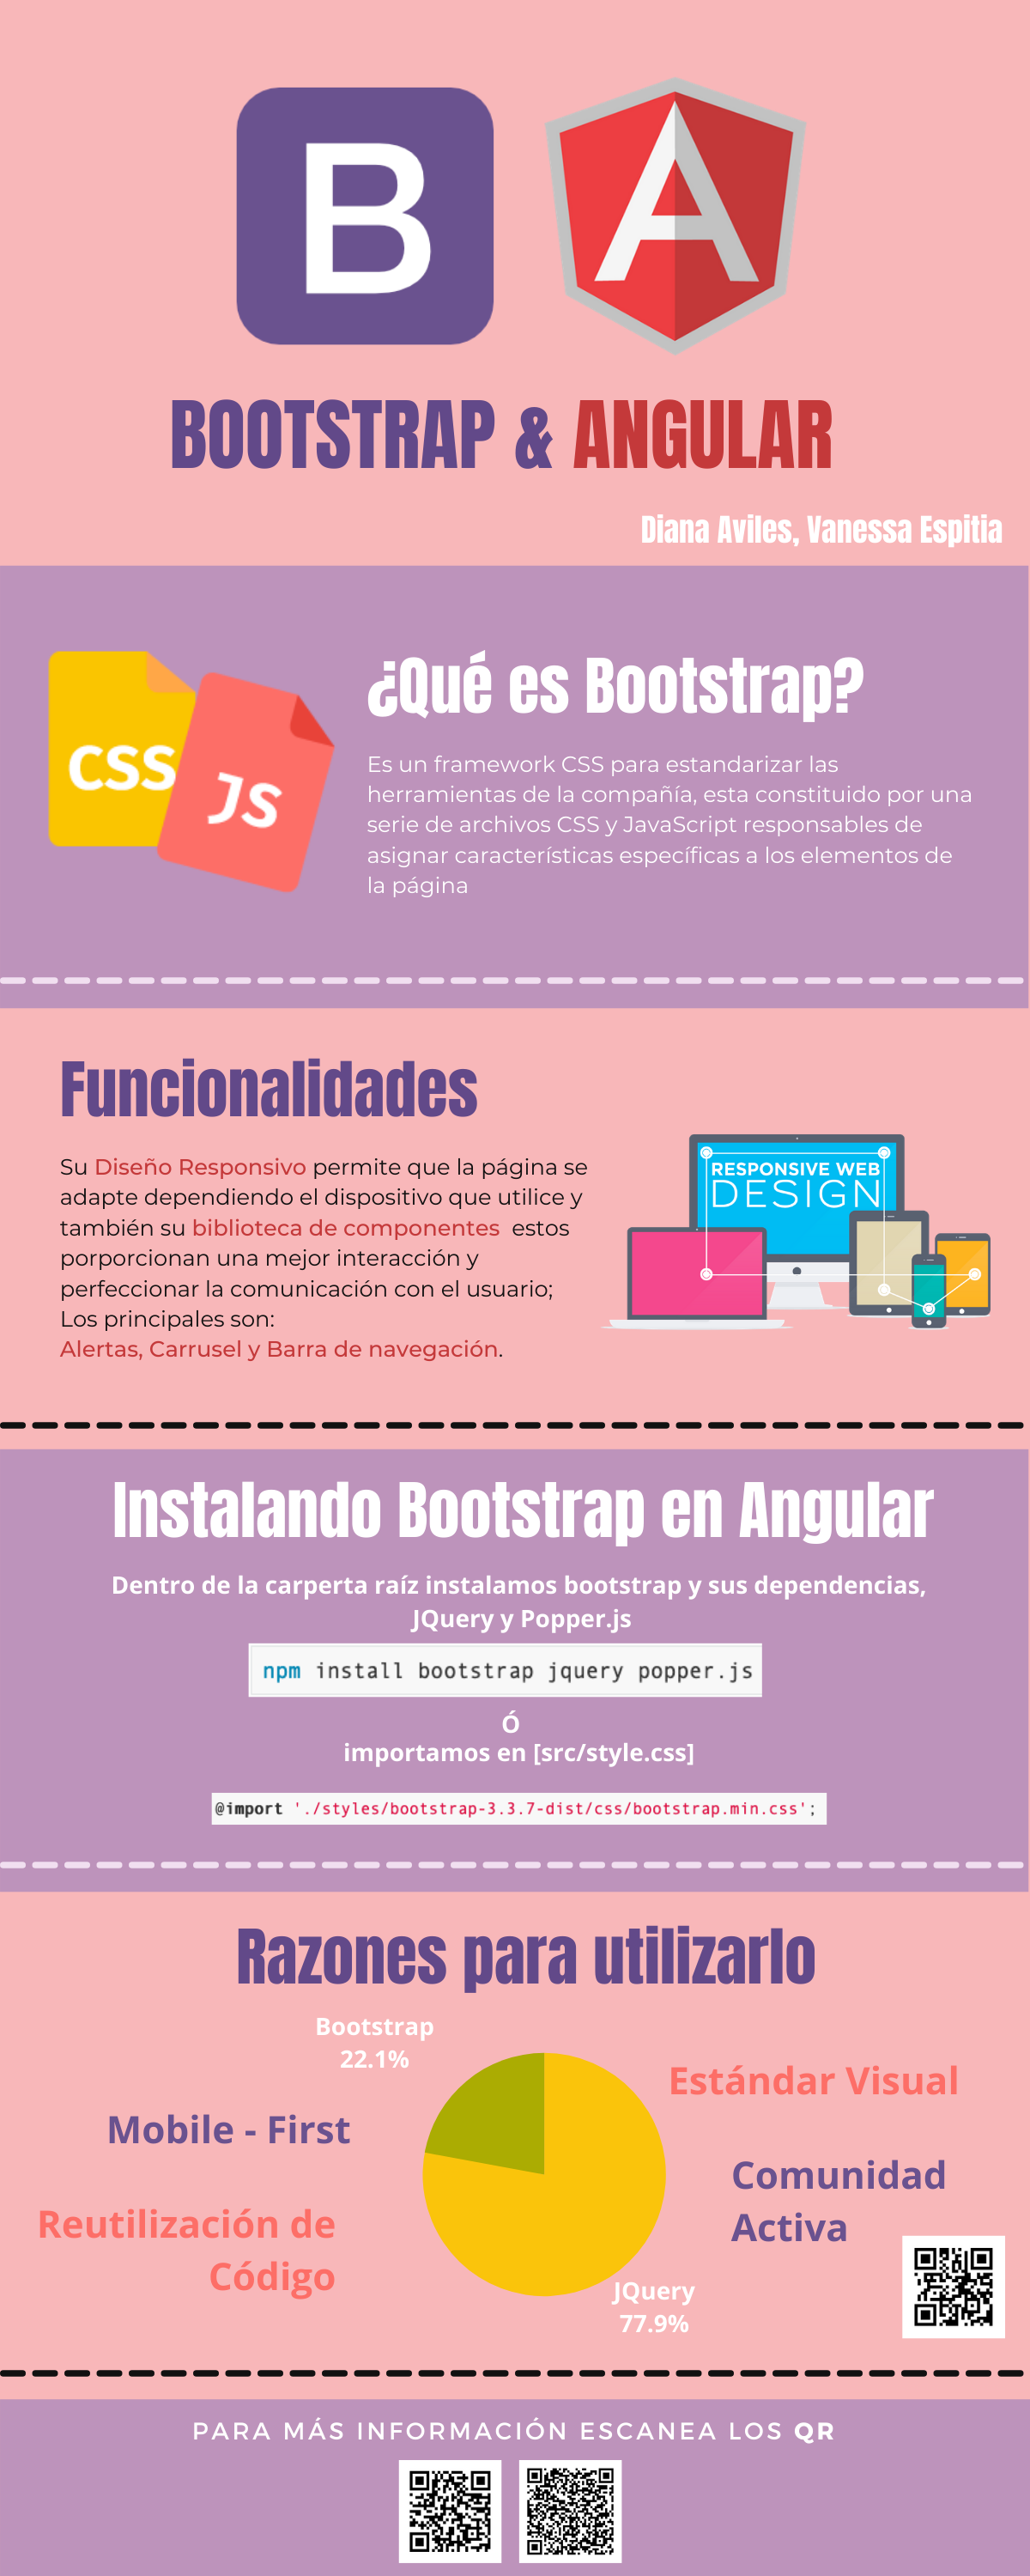 B
A
BOOTSTRAP & ANGULAR
Diana Aviles, Vanessa Espitia
CSS
JS
¿Qué es Bootstrap?
Es un framework CSS para estandarizar las
herramientas de la compañía, esta constituido por una
serie de archivos CSS y JavaScript responsables de
asignar características específicas a los elementos de
la página
Funcionalidades
Su Diseño Responsivo permite que la página se
adapte dependiendo el dispositivo que utilice y
también su biblioteca de componentes estos
porporcionan una mejor interacción y
perfeccionar la comunicación con el usuario;
Los principales son:
Alertas, Carrusel y Barra de navegación.
RESPONSIVE WEB
DESIGN
Instalando Bootstrap en Angular
Dentro de la carperta raíz instalamos bootstrap y sus dependencias,
JQuery y Popper.js
npm install bootstrap jquery popper.js
Ó
importamos en [src/style.css]
@import './styles/bootstrap-3.3.7-dist/css/bootstrap.min.css';
Razones para utilizarlo
Bootstrap
22.1%
Estándar Visual
Mobile - First
Comunidad
Activa
Reutilización de
Código
JQuery
77.9%
PARA MÁS INFORMACIÓN ESCANEA LOS QR